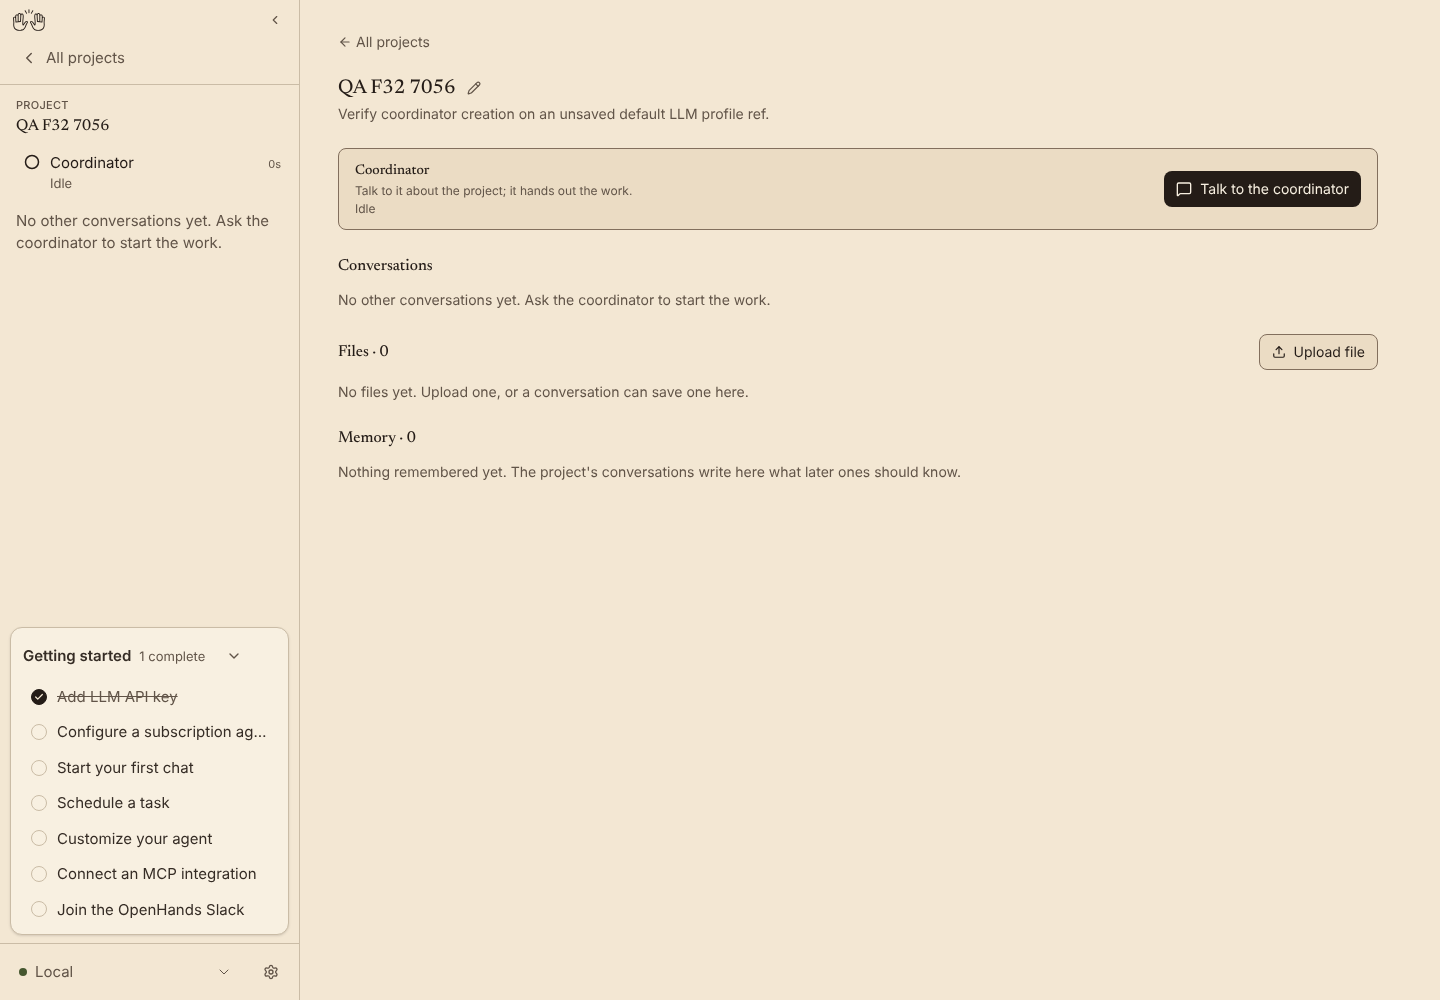 All projects
PROJECT
QA F32 7056
Coordinator
0s
Idle
No other conversations yet. Ask the
coordinator to start the work.
Getting started 1 complete
Add LLM API key
Configure a subscription ag...
Start your first chat
Schedule a task
Customize your agent
Connect an MCP integration
Join the OpenHands Slack
Local
All projects
QA F32 7056
Verify coordinator creation on an unsaved default LLM profile ref.
Coordinator
Talk to it about the project; it hands out the work.
Idle
Talk to the coordinator
Conversations
No other conversations yet. Ask the coordinator to start the work.
Files · 0
Upload file
No files yet. Upload one, or a conversation can save one here.
Memory · 0
Nothing remembered yet. The project's conversations write here what later ones should know.